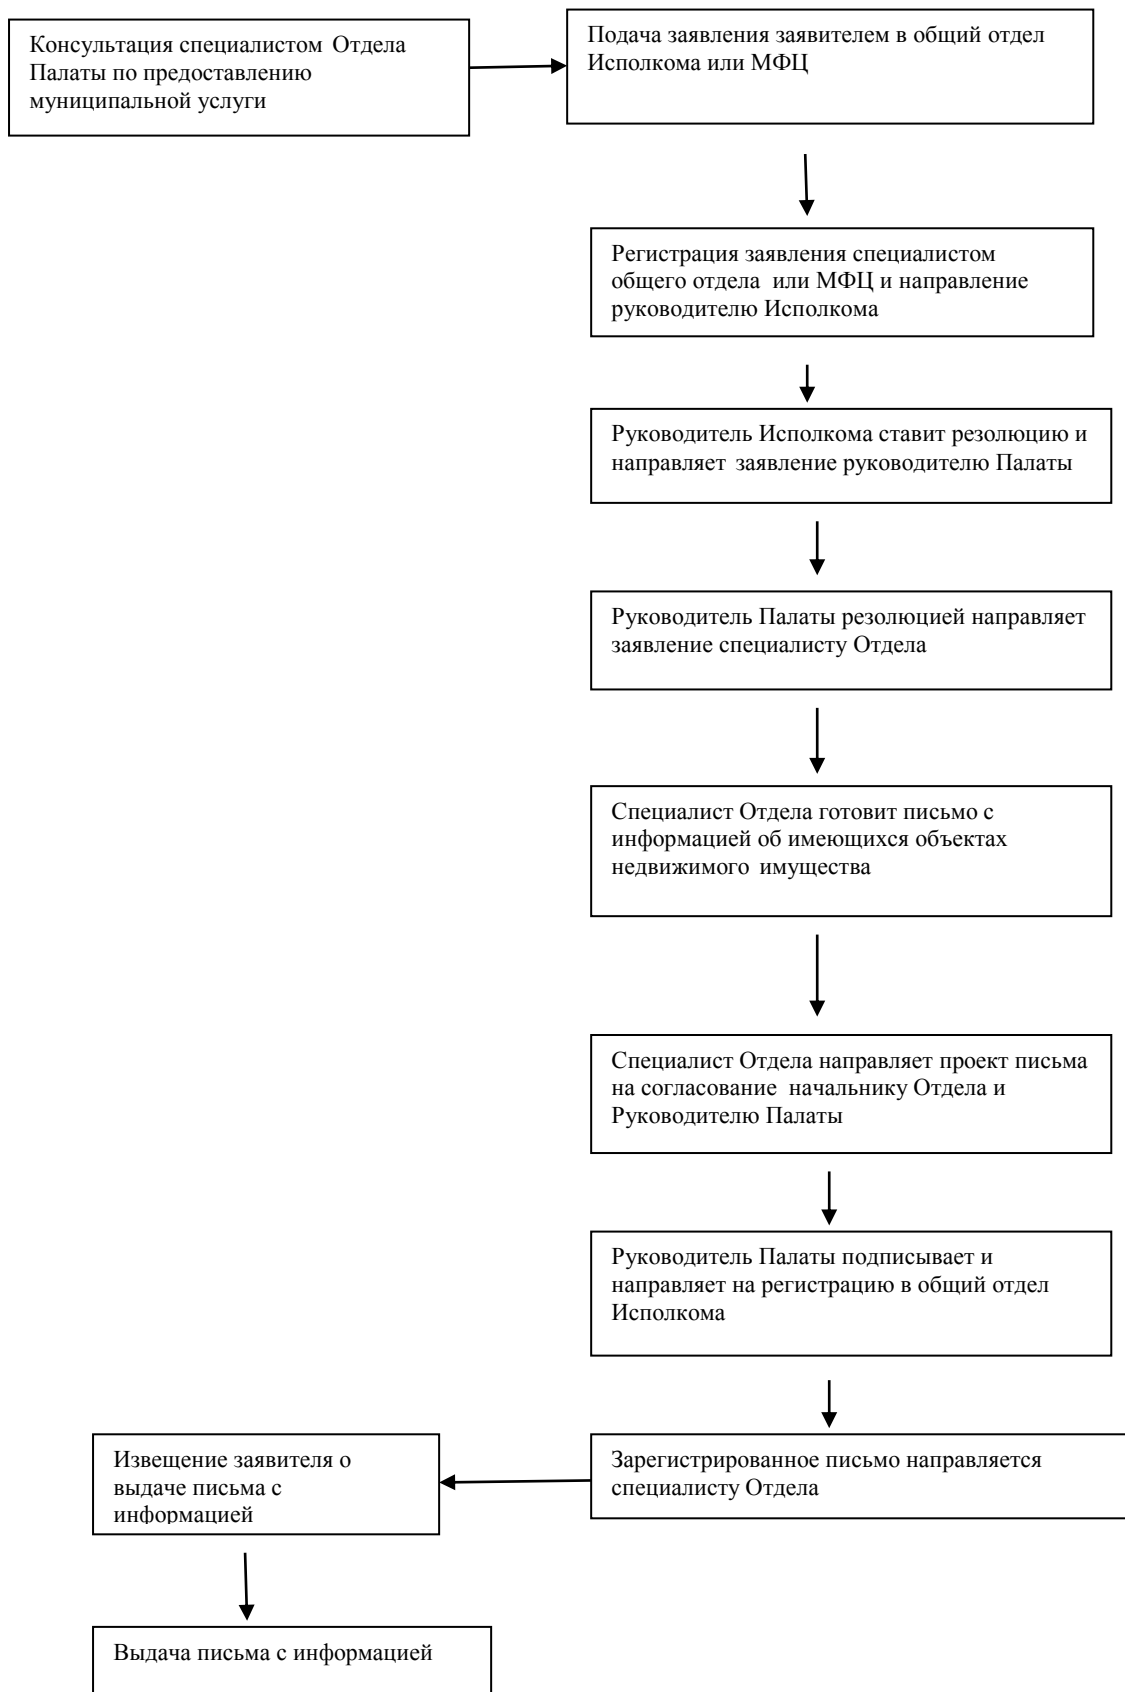 Консультация специалистом Отдела
Палаты по предоставлению
муниципальной услуги
Подача заявления заявителем в общий отдел
Исполкома или МФЦ
Регистрация заявления специалистом
общего отдела или МФЦ и направление
руководителю Исполкома
Руководитель Исполкома ставит резолюцию и
направляет заявление руководителю Палаты
Руководитель Палаты резолюцией направляет
заявление специалисту Отдела
Специалист Отдела готовит письмо с
информацией об имеющихся объектах
недвижимого имущества
Специалист Отдела направляет проект письма
на согласование начальнику Отдела и
Руководителю Палаты
Руководитель Палаты подписывает и
направляет на регистрацию в общий отдел
Исполкома
Зарегистрированное письмо направляется
специалисту Отдела
Извещение заявителя о
выдаче письма с
информацией
Выдача письма с информацией